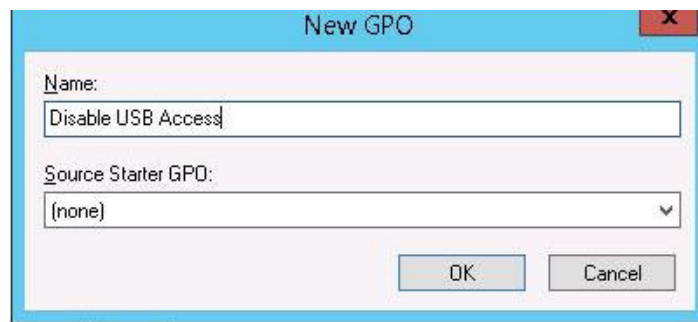 New GPO
x
Name:
Disable USB Access
Source Starter GPO:
(none)
OK Cancel